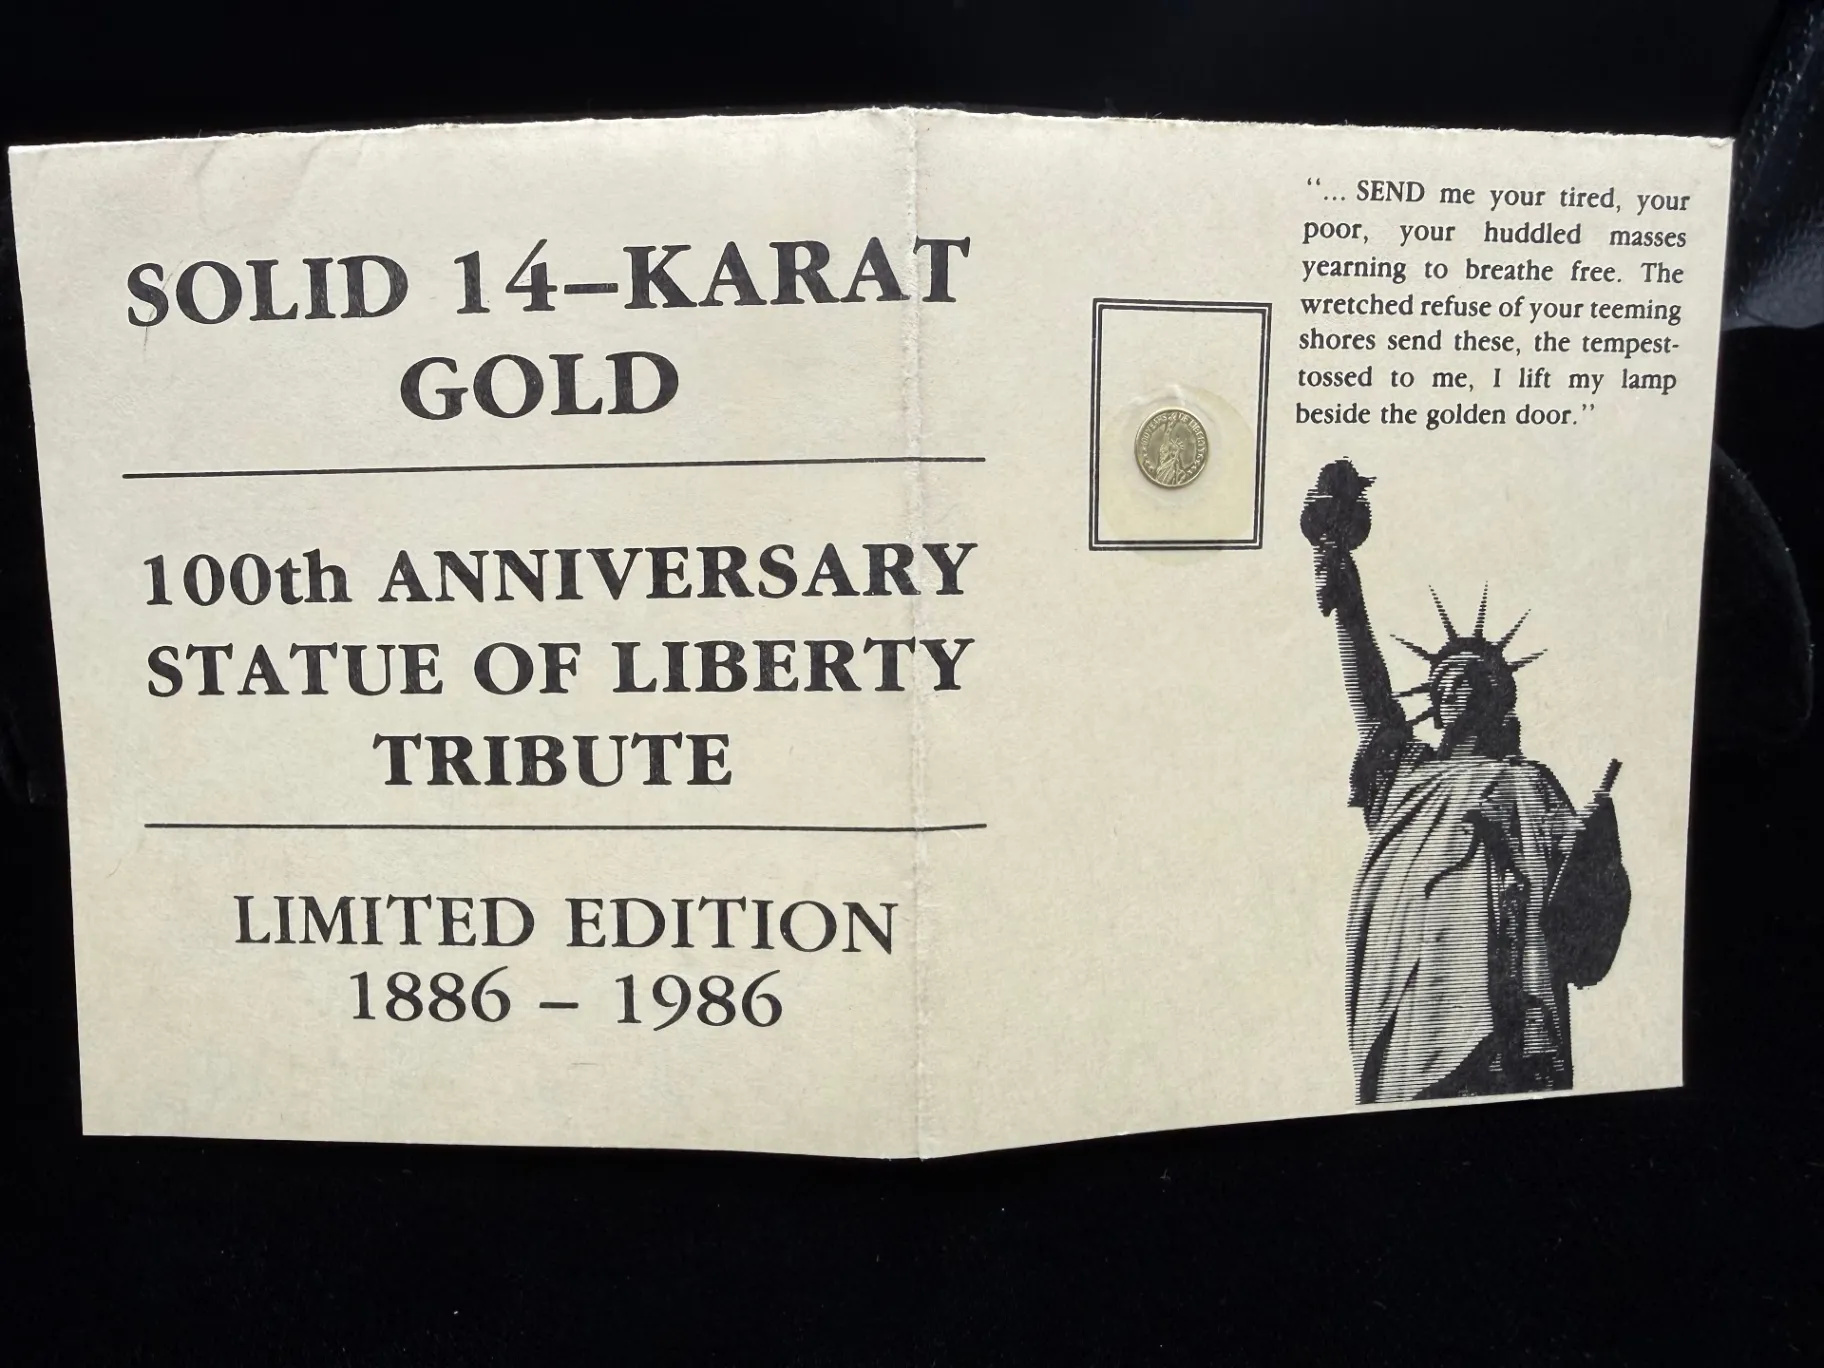 SOLID 14–KARAT
GOLD
100th ANNIVERSARY
STATUE OF LIBERTY
TRIBUTE
LIMITED EDITION
1886 – 1986
“... SEND me your tired, your
poor, your huddled masses
yearning to breathe free. The
wretched refuse of your teeming
shores send these, the tempest-
tossed to me, I lift my lamp
beside the golden door.”